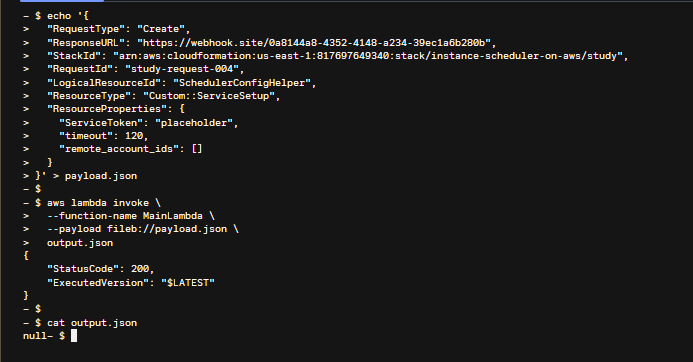 ~ $ echo '{
>   "RequestType": "Create",
>   "ResponseURL": "https://webhook.site/0a8144a8-4352-4148-a234-39ec1a6b280b",
>   "StackId": "arn:aws:cloudformation:us-east-1:817697649340:stack/instance-scheduler-on-aws/study",
>   "RequestId": "study-request-004",
>   "LogicalResourceId": "SchedulerConfigHelper",
>   "ResourceType": "Custom::ServiceSetup",
>   "ResourceProperties": {
>     "ServiceToken": "placeholder",
>     "timeout": 120,
>     "remote_account_ids": []
>   }
> }' > payload.json
~ $
~ $ aws lambda invoke \
>   --function-name MainLambda \
>   --payload fileb://payload.json \
>   output.json
{
    "StatusCode": 200,
    "ExecutedVersion": "$LATEST"
}
~ $
~ $ cat output.json
null~ $